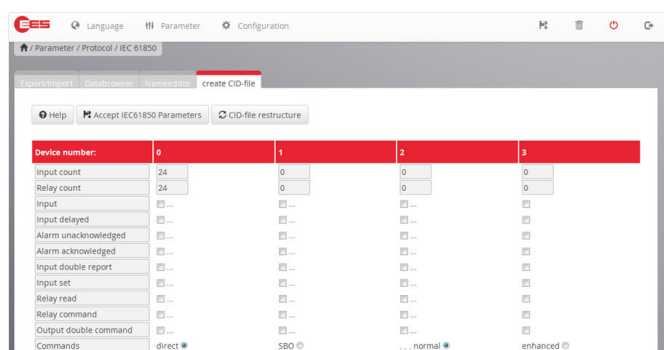 EES Language Parameter Configuration
/ Parameter / Protocol / IEC 61850
Export/Import Databrowser Nameeditor create CID-file
Help Accept IEC61850 Parameters CID-file restructure
Device number: 0 1 2 3
Input count 24 0 0 0
Relay count 24 0 0 0
Input ... ... ...
Input delayed ... ... ...
Alarm unacknowledged ... ... ...
Alarm acknowledged ... ... ...
Input double report ... ... ...
Input set ... ... ...
Relay read ... ... ...
Relay command ... ... ...
Output double command ... ... ...
Commands direct SBO . . . normal enhanced